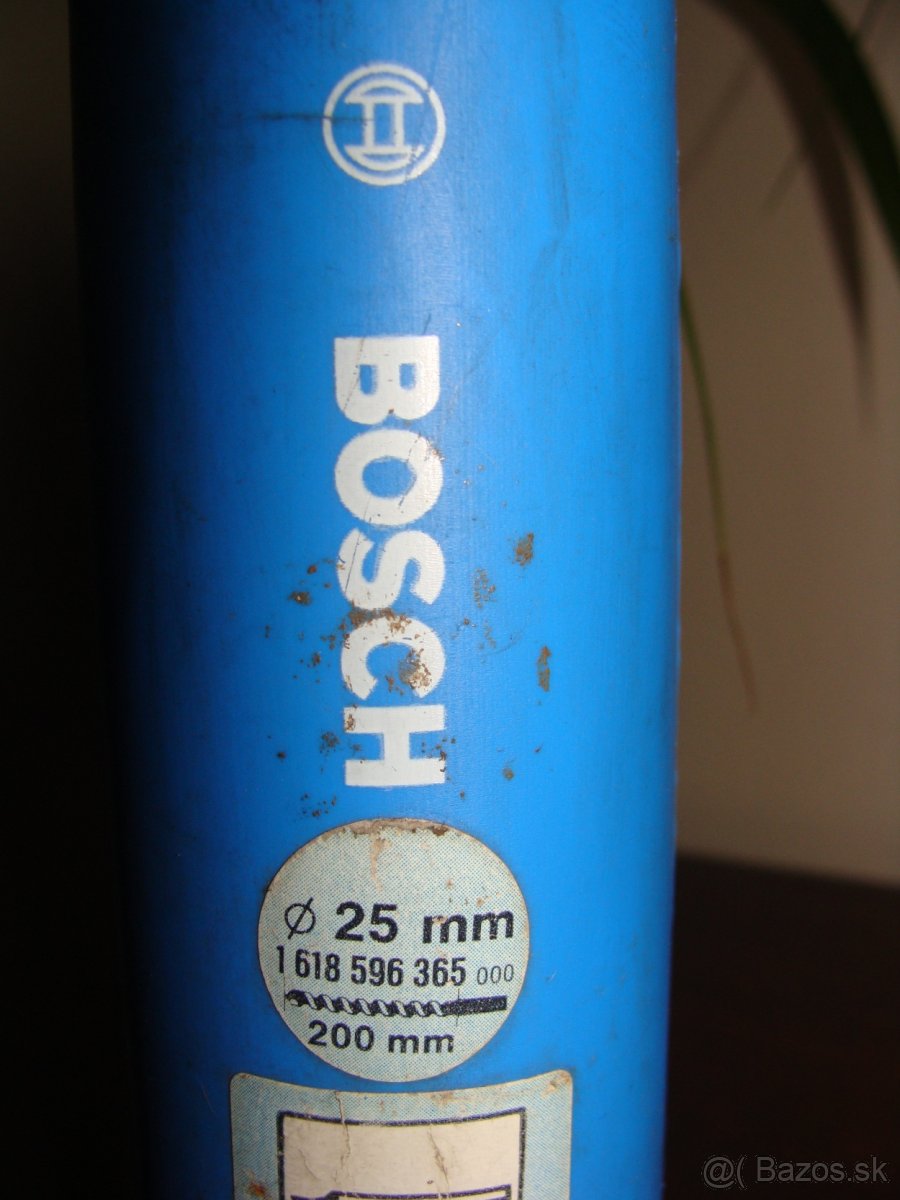 BOSCH
Ø 25 mm
1 618 596 365 000
200 mm
@( Bazos.sk